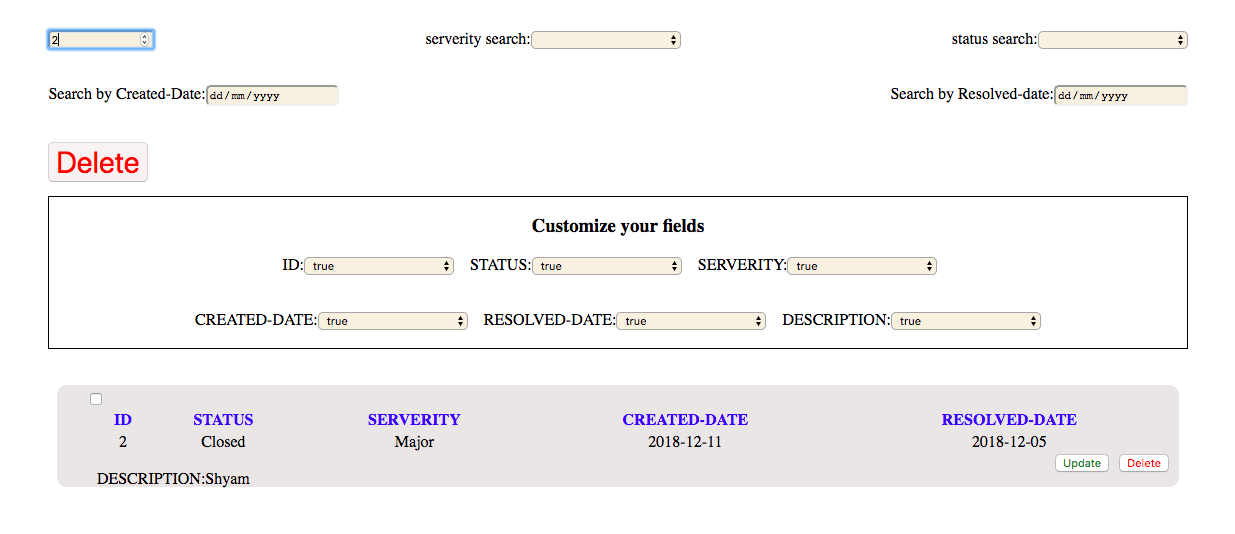 2 serverity search: status search:
Search by Created-Date: dd/mm/yyyy Search by Resolved-date: dd/mm/yyyy
Delete
Customize your fields
ID: true STATUS: true SERVERITY: true
CREATED-DATE: true RESOLVED-DATE: true DESCRIPTION: true
ID STATUS SERVERITY CREATED-DATE RESOLVED-DATE
2 Closed Major 2018-12-11 2018-12-05
Update Delete
DESCRIPTION:Shyam